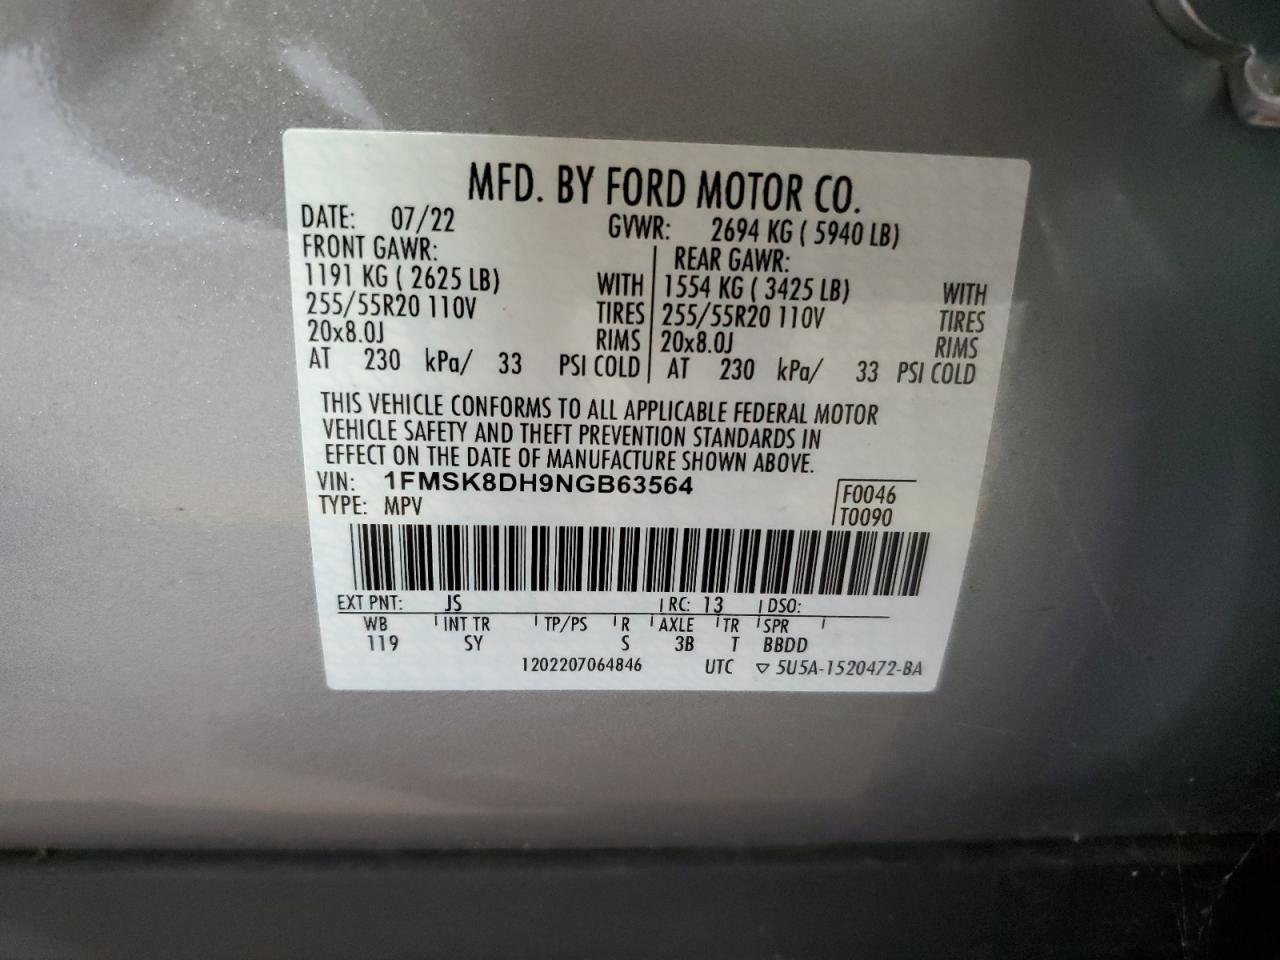 MFD. BY FORD MOTOR CO.
DATE: 07/22 GVWR: 2694 KG ( 5940 LB)
FRONT GAWR: REAR GAWR:
1191 KG ( 2625 LB) WITH 1554 KG ( 3425 LB) WITH
255/55R20 110V TIRES 255/55R20 110V TIRES
20x8.0J RIMS 20x8.0J RIMS
AT 230 kPa/ 33 PSI COLD AT 230 kPa/ 33 PSI COLD
THIS VEHICLE CONFORMS TO ALL APPLICABLE FEDERAL MOTOR
VEHICLE SAFETY AND THEFT PREVENTION STANDARDS IN
EFFECT ON THE DATE OF MANUFACTURE SHOWN ABOVE.
VIN: 1FMSK8DH9NGB63564 F0046
TYPE: MPV T0090
EXT PNT: JS RC: 13 DSO:
WB INT TR TP/PS R AXLE TR SPR
119 SY S 3B T BBDD
1202207064846 UTC ▽ 5U5A-1520472-BA